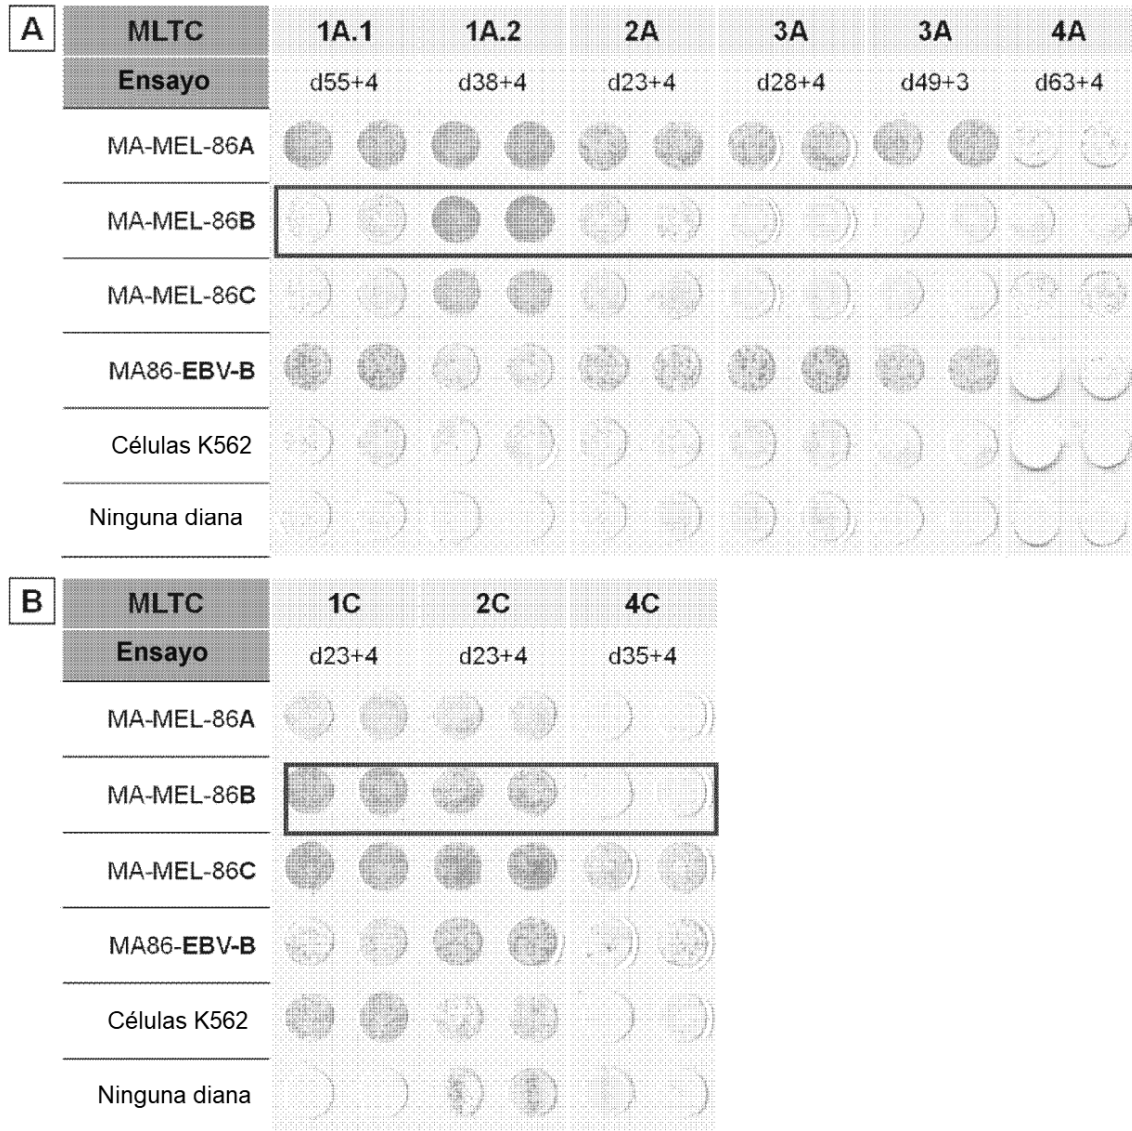 A
MLTC 1A.1 1A.2 2A 3A 3A 4A
Ensayo d55+4 d38+4 d23+4 d28+4 d49+3 d63+4
MA-MEL-86A
MA-MEL-86B
MA-MEL-86C
MA86-EBV-B
Células K562
Ninguna diana
B
MLTC 1C 2C 4C
Ensayo d23+4 d23+4 d35+4
MA-MEL-86A
MA-MEL-86B
MA-MEL-86C
MA86-EBV-B
Células K562
Ninguna diana